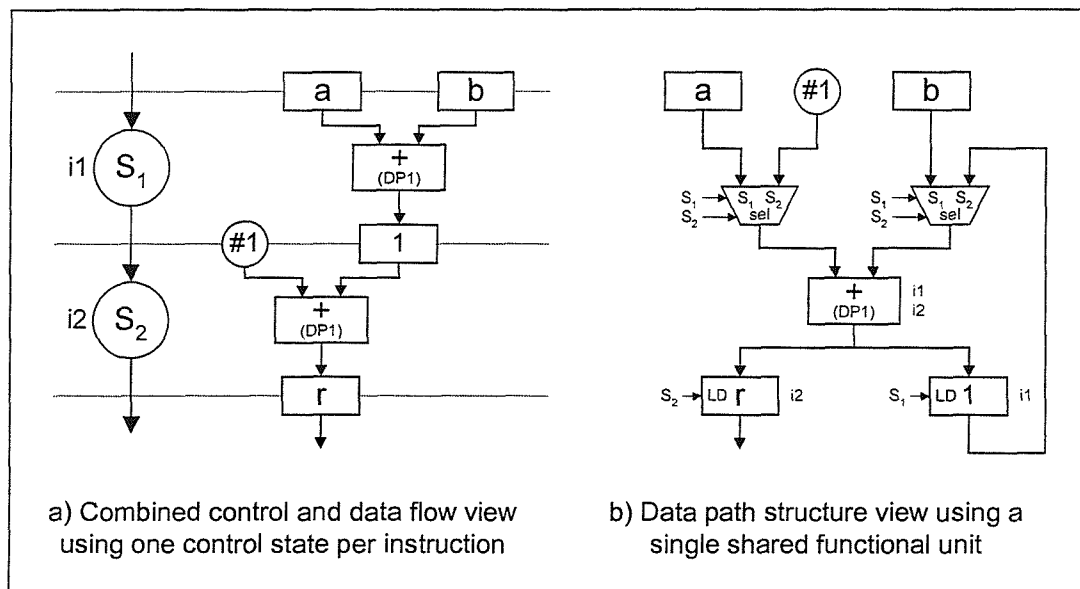 a
b
+
(DP1)
i1
S1
#1
1
+
(DP1)
i2
S2
r
a) Combined control and data flow view
using one control state per instruction
a
#1
b
S1
S2
S1 S2
sel
S1
S2
S1 S2
sel
+
(DP1)
i1
i2
S2
LD r
i2
S1
LD 1
i1
b) Data path structure view using a
single shared functional unit